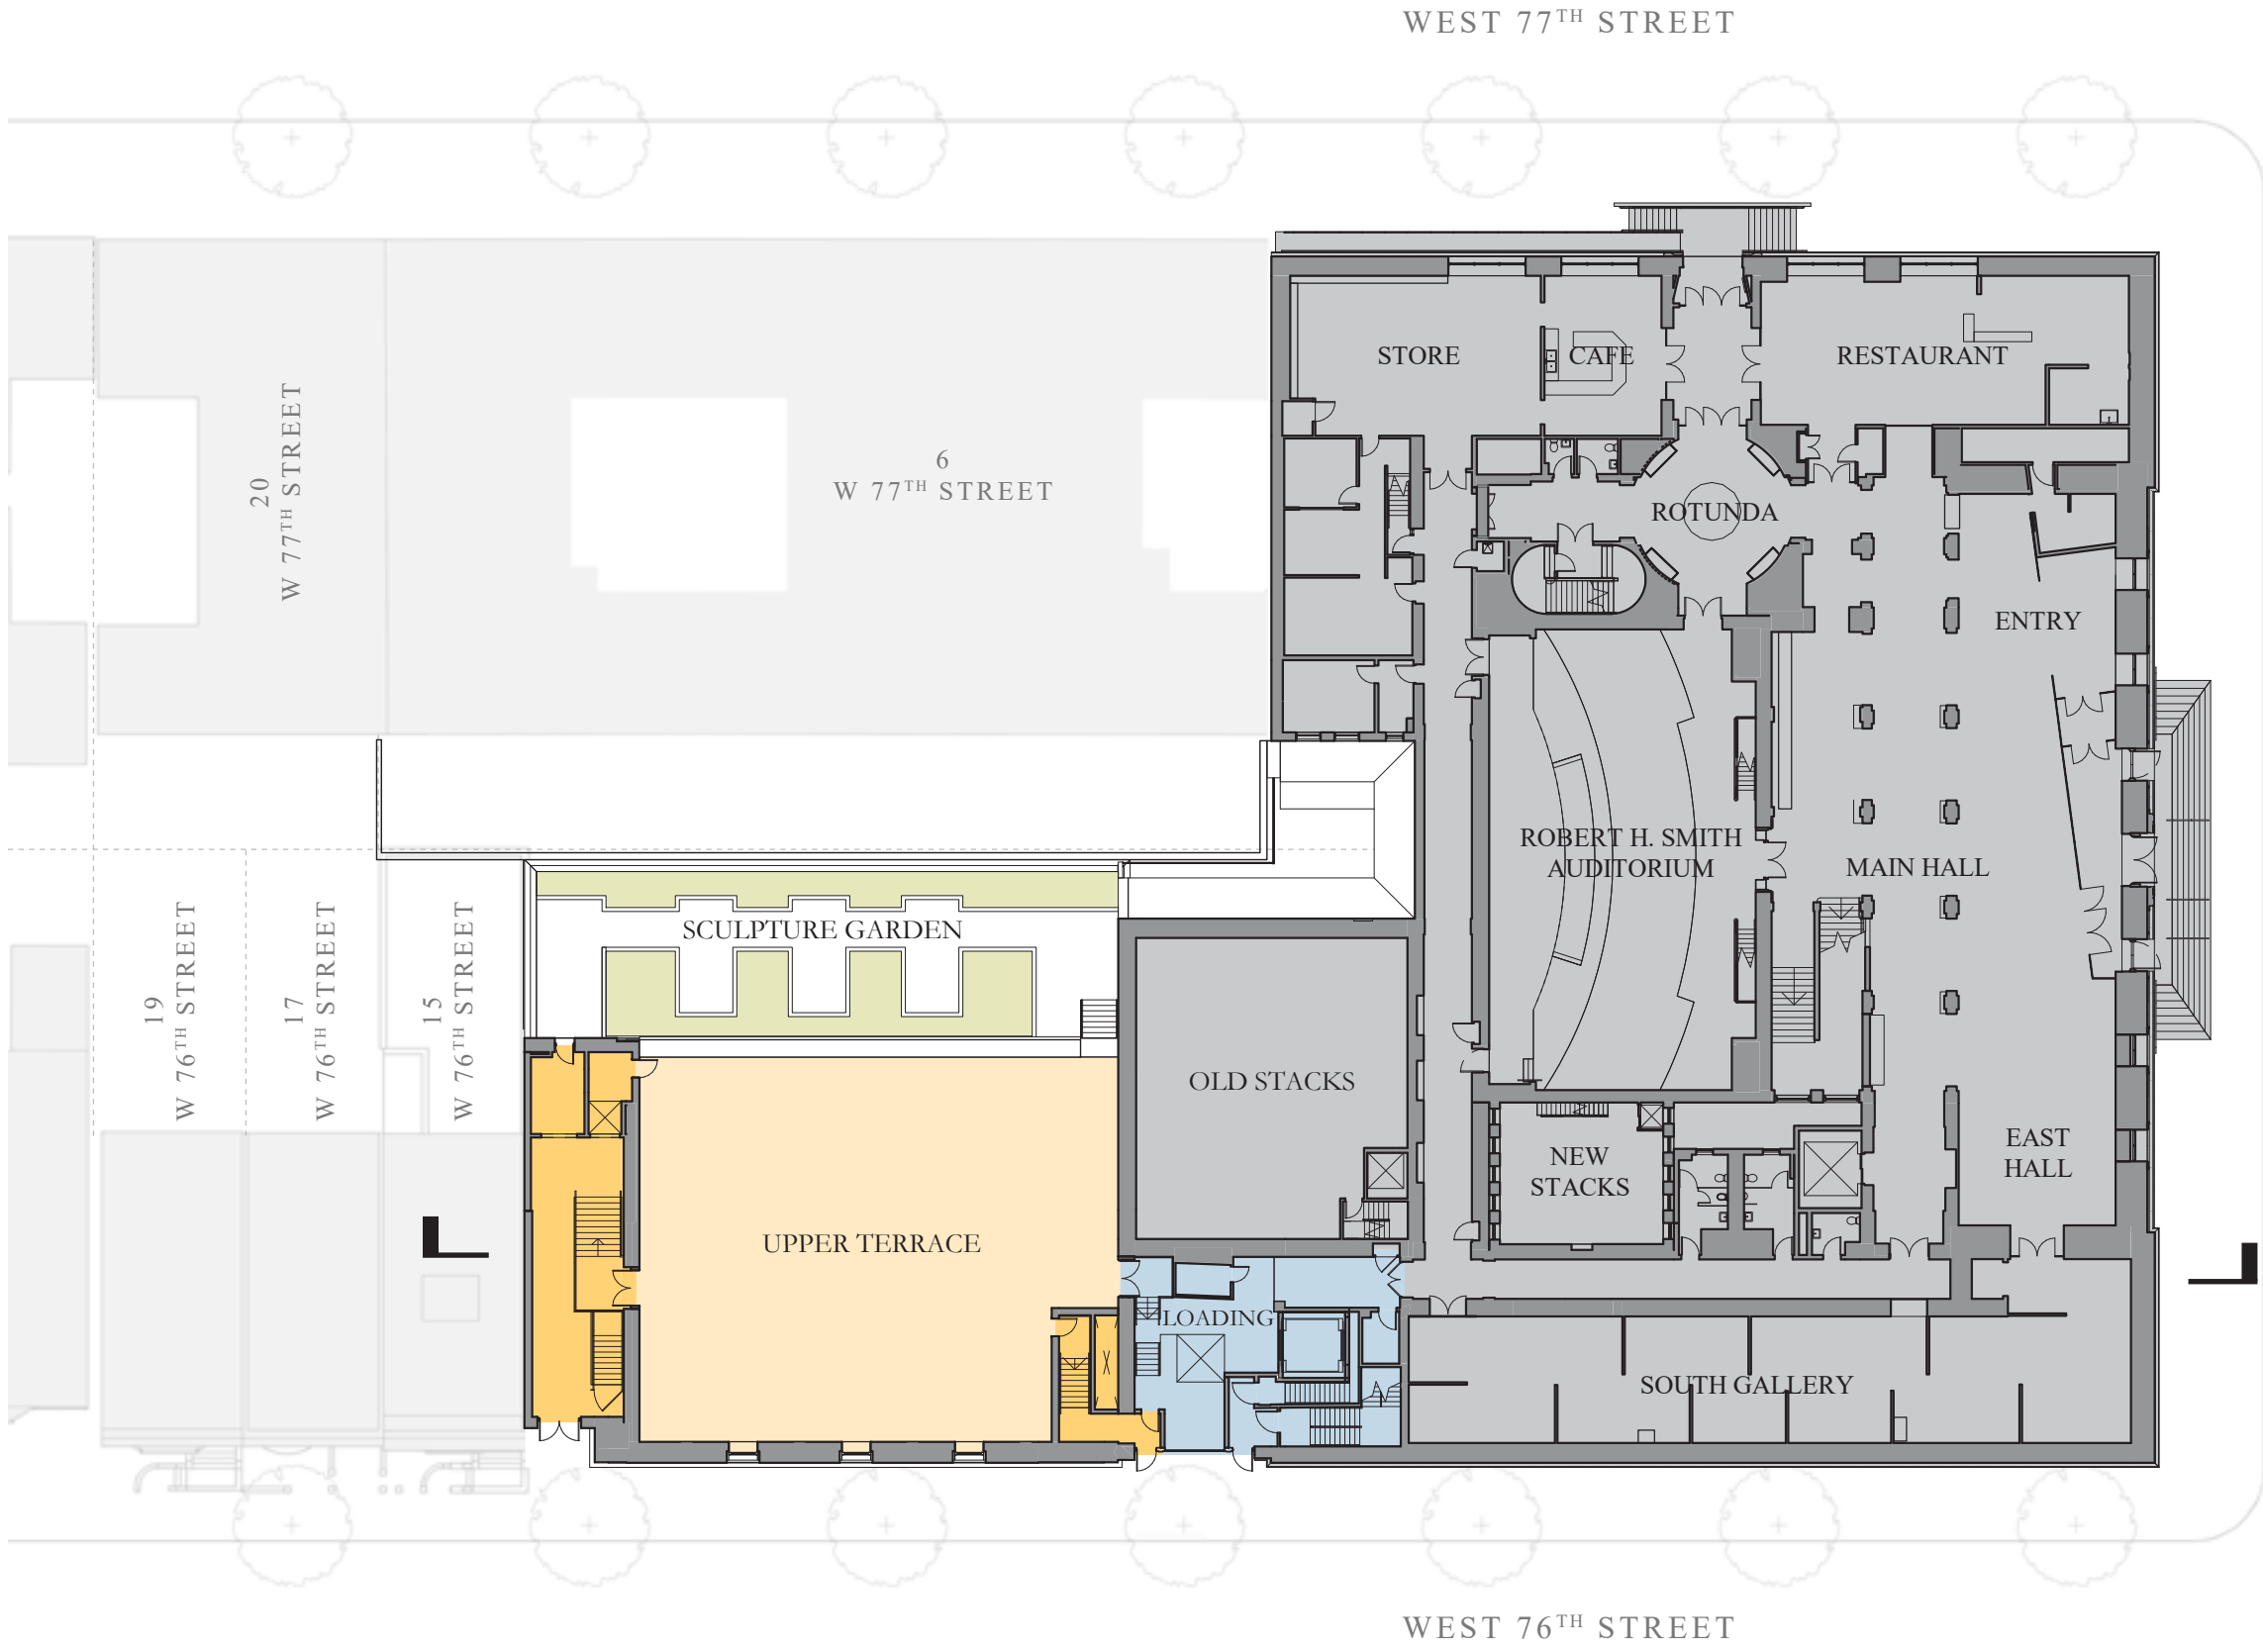 WEST 77TH STREET
STORE
CAFE
RESTAURANT
20
W 77TH STREET
6
W 77TH STREET
ROTUNDA
ENTRY
ROBERT H. SMITH
AUDITORIUM
MAIN HALL
SCULPTURE GARDEN
19
W 76TH STREET
17
W 76TH STREET
15
W 76TH STREET
OLD STACKS
NEW
STACKS
EAST
HALL
UPPER TERRACE
LOADING
SOUTH GALLERY
WEST 76TH STREET